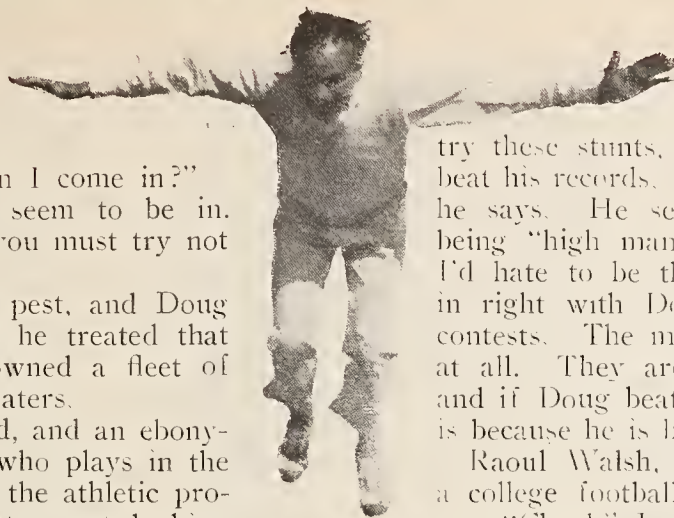 n I come in?"
seem to be in.
you must try not
pest, and Doug
he treated that
wned a fleet of
aters.
d, and an ebony-
who plays in the
the athletic pro-
try these stunts,
beat his records,
he says. He se
being "high man
I'd hate to be th
in right with Do
contests. The m
at all. They are
and if Doug beat
is because he is
Raoul Walsh,
a college football